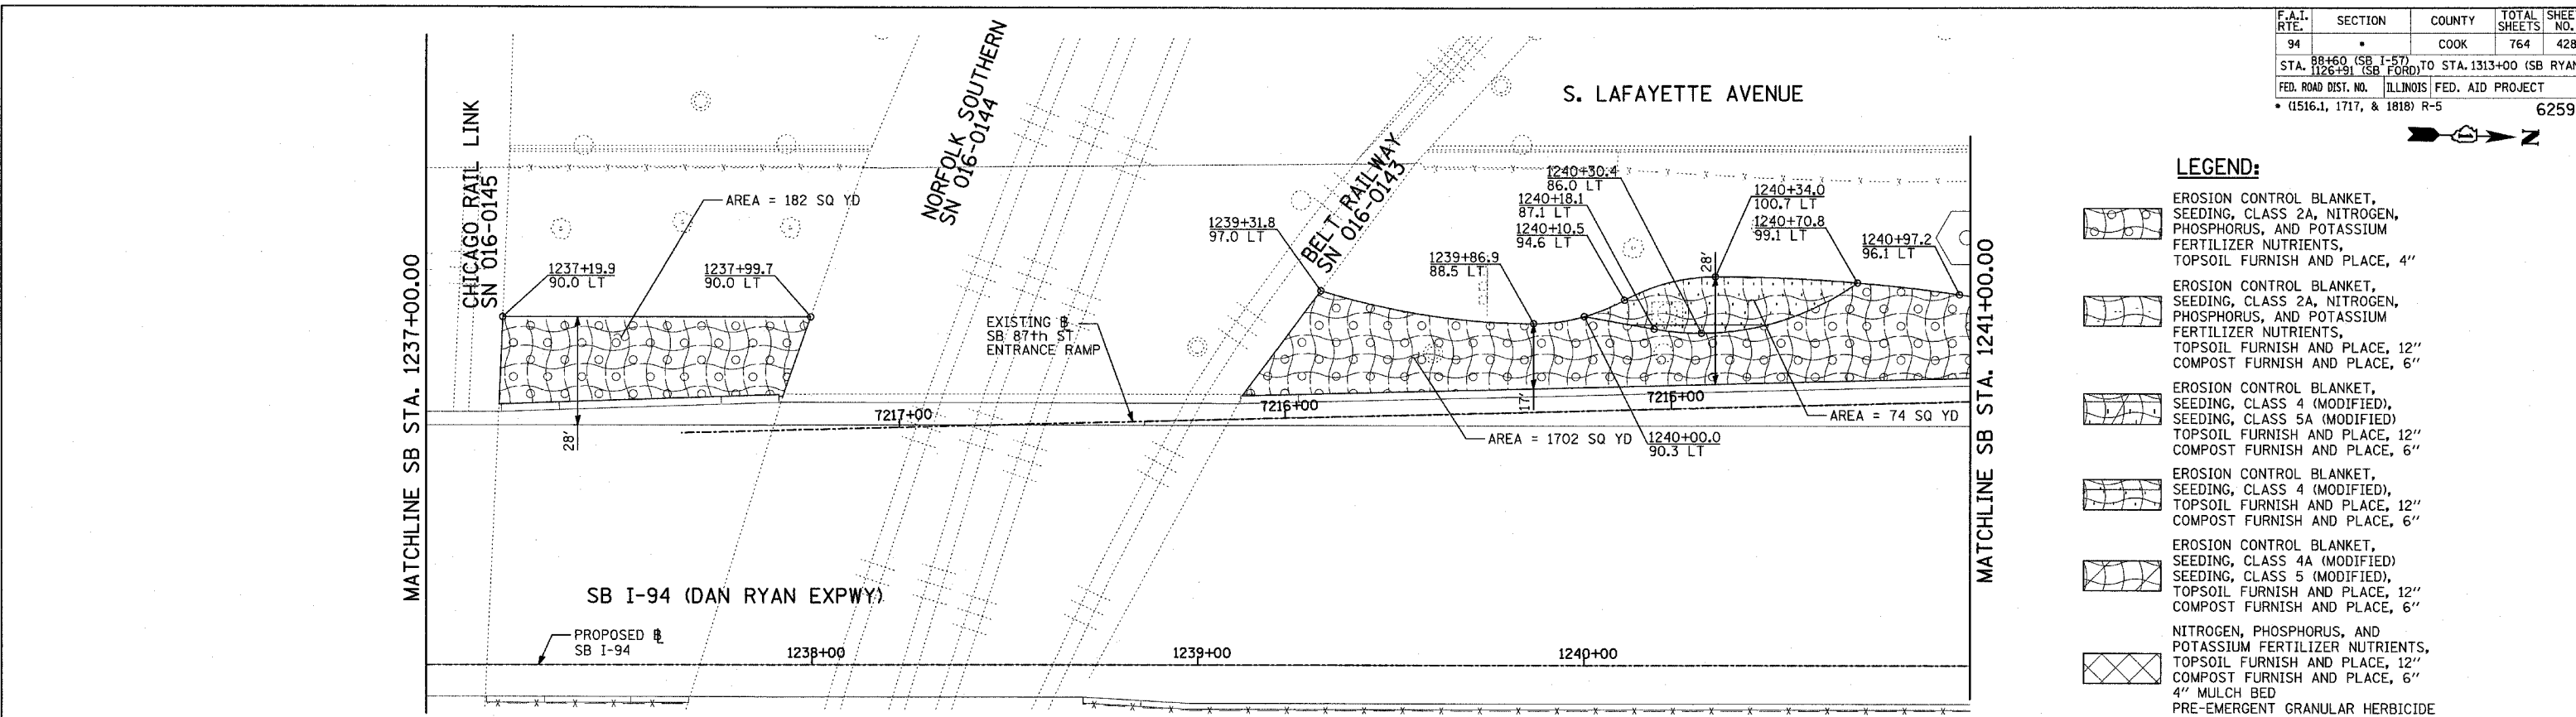 F.A.I. RTE. SECTION COUNTY TOTAL SHEETS SHEE NO.
94 • COOK 764 428
STA. 88+60 (SB I-57) 1126+91 (SB FORD) TO STA. 1313+00 (SB RYAN
FED. ROAD DIST. NO. ILLINOIS FED. AID PROJECT
• (1516.1, 1717, & 1818) R-5
6259
N
MATCHLINE SB STA. 1237+00.00
CHICAGO RAIL LINK
SN 016-0145
AREA = 182 SQ YD
1237+19.9
90.0 LT
1237+99.7
90.0 LT
28'
NORFOLK SOUTHERN
SN 016-0144
EXISTING ℄
SB 87th ST
ENTRANCE RAMP
7217+00
S. LAFAYETTE AVENUE
BELT RAILWAY
SN 016-0143
1239+31.8
97.0 LT
1239+86.9
88.5 LT
1240+30.4
86.0 LT
1240+18.1
87.1 LT
1240+10.5
94.6 LT
1240+34.0
100.7 LT
1240+70.8
99.1 LT
1240+97.2
96.1 LT
28'
17'
7216+00
7215+00
AREA = 1702 SQ YD
1240+00.0
90.3 LT
AREA = 74 SQ YD
MATCHLINE SB STA. 1241+00.00
SB I-94 (DAN RYAN EXPWY)
PROPOSED ℄
SB I-94
1238+00
1239+00
1240+00
LEGEND:
EROSION CONTROL BLANKET,
SEEDING, CLASS 2A, NITROGEN,
PHOSPHORUS, AND POTASSIUM
FERTILIZER NUTRIENTS,
TOPSOIL FURNISH AND PLACE, 4"
EROSION CONTROL BLANKET,
SEEDING, CLASS 2A, NITROGEN,
PHOSPHORUS, AND POTASSIUM
FERTILIZER NUTRIENTS,
TOPSOIL FURNISH AND PLACE, 12"
COMPOST FURNISH AND PLACE, 6"
EROSION CONTROL BLANKET,
SEEDING, CLASS 4 (MODIFIED),
SEEDING, CLASS 5A (MODIFIED)
TOPSOIL FURNISH AND PLACE, 12"
COMPOST FURNISH AND PLACE, 6"
EROSION CONTROL BLANKET,
SEEDING, CLASS 4 (MODIFIED),
TOPSOIL FURNISH AND PLACE, 12"
COMPOST FURNISH AND PLACE, 6"
EROSION CONTROL BLANKET,
SEEDING, CLASS 4A (MODIFIED)
SEEDING, CLASS 5 (MODIFIED),
TOPSOIL FURNISH AND PLACE, 12"
COMPOST FURNISH AND PLACE, 6"
NITROGEN, PHOSPHORUS, AND
POTASSIUM FERTILIZER NUTRIENTS,
TOPSOIL FURNISH AND PLACE, 12"
COMPOST FURNISH AND PLACE, 6"
4" MULCH BED
PRE-EMERGENT GRANULAR HERBICIDE